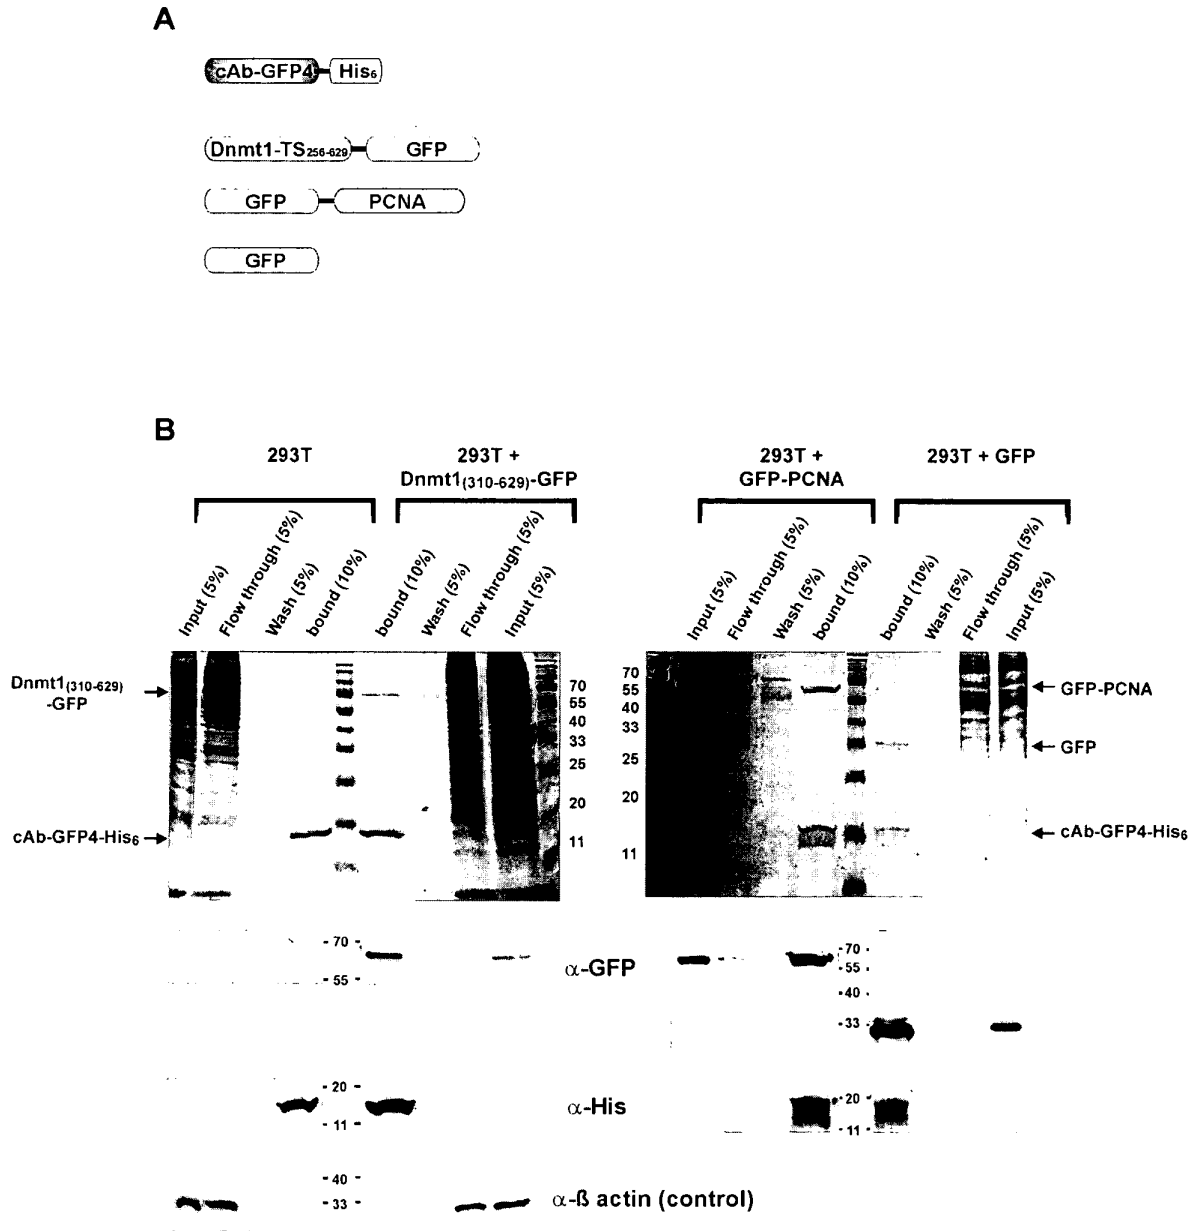 A
cAb-GFP4 His6
Dnmt1-TS256-629 GFP
GFP PCNA
GFP
B
293T
293T +
Dnmt1(310-629)-GFP
293T +
GFP-PCNA
293T + GFP
Input (5%)
Flow through (5%)
Wash (5%)
bound (10%)
bound (10%)
Wash (5%)
Flow through (5%)
Input (5%)
Input (5%)
Flow through (5%)
Wash (5%)
bound (10%)
bound (10%)
Wash (5%)
Flow through (5%)
Input (5%)
Dnmt1(310-629)
-GFP
cAb-GFP4-His6
70
55
40
33
25
20
11
70
55
40
33
25
20
11
GFP-PCNA
GFP
cAb-GFP4-His6
- 70 -
- 55 -
α-GFP
- 70 -
- 55 -
- 40 -
- 33 -
- 20 -
- 11 -
α-His
- 20 -
- 11 -
- 40 -
- 33 -
α-ß actin (control)